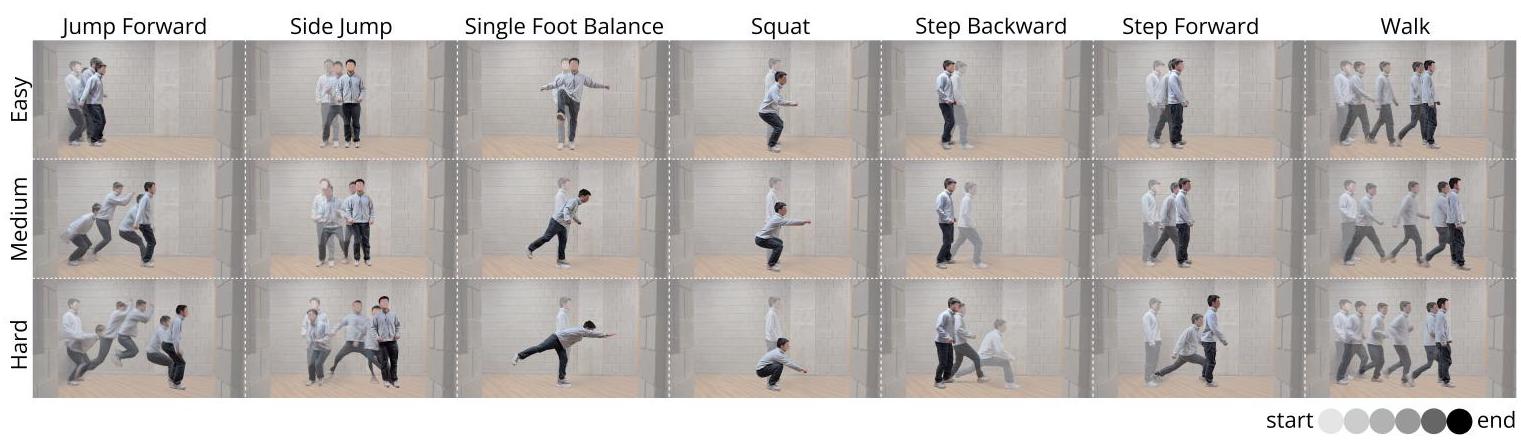 Jump Forward Side Jump Single Foot Balance Squat Step Backward Step Forward Walk
Easy
Medium
Hard
start end